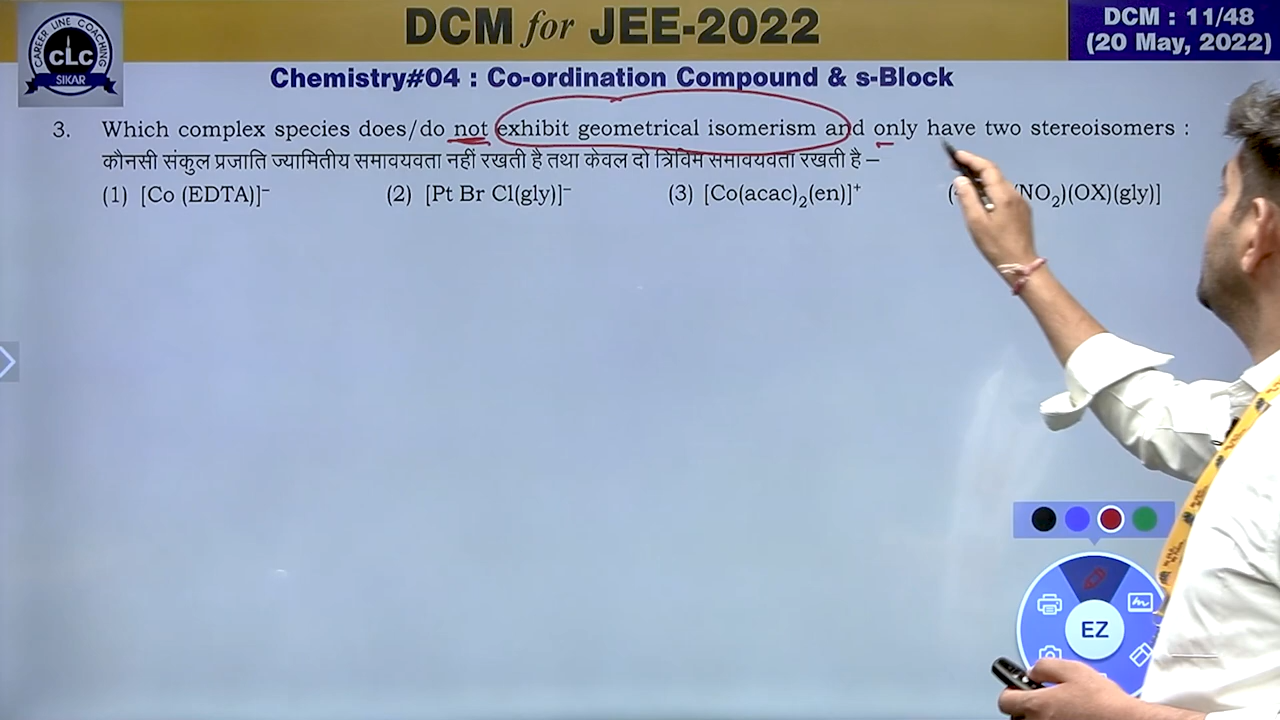 DCM for JEE-2022
DCM : 11/48
(20 May, 2022)
CAREER LINE COACHING
CLC
SIKAR
Chemistry#04 : Co-ordination Compound & s-Block
3. Which complex species does/do not exhibit geometrical isomerism and only have two stereoisomers :
कौनसी संकुल प्रजाति ज्यामितीय समावयवता नहीं रखती है तथा केवल दो त्रिविम समावयवता रखती है –
(1) [Co (EDTA)]⁻ (2) [Pt Br Cl(gly)]⁻ (3) [Co(acac)₂(en)]⁺ (NO₂)(OX)(gly)]
EZ